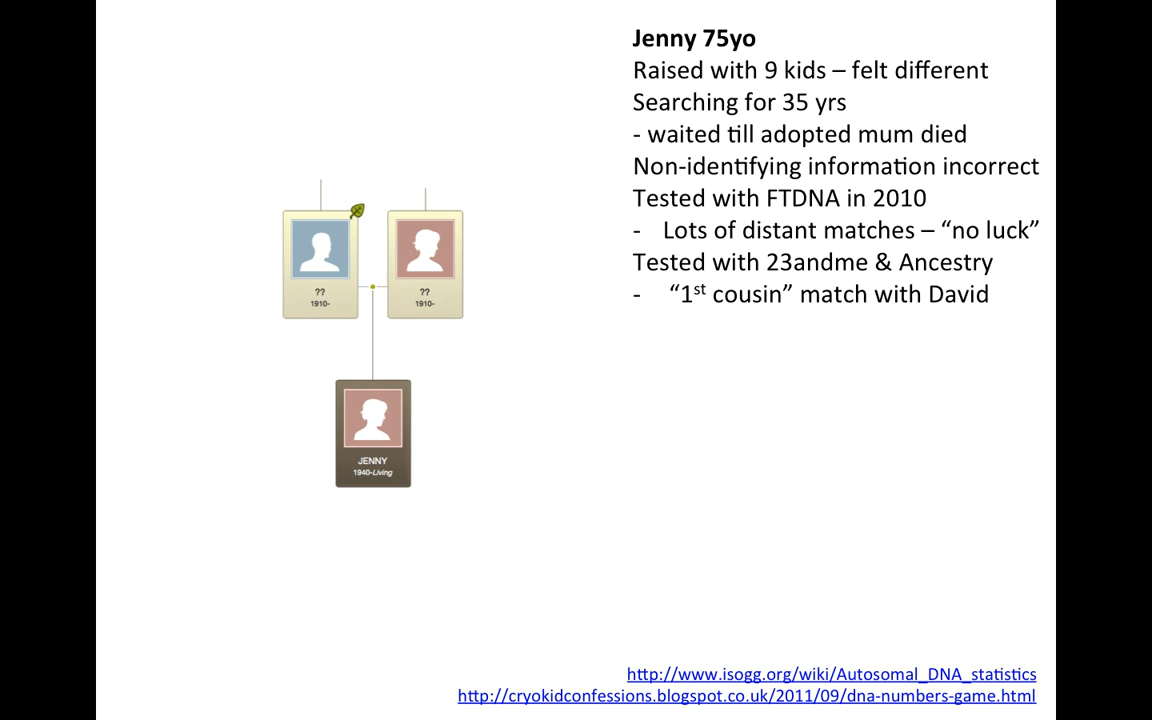 Jenny 75yo
Raised with 9 kids – felt different
Searching for 35 yrs
- waited till adopted mum died
Non-identifying information incorrect
Tested with FTDNA in 2010
- Lots of distant matches – “no luck”
Tested with 23andme & Ancestry
- “1st cousin” match with David
??
1910-
??
1910-
JENNY
1940-Living
http://www.isogg.org/wiki/Autosomal_DNA_statistics
http://cryokidconfessions.blogspot.co.uk/2011/09/dna-numbers-game.html